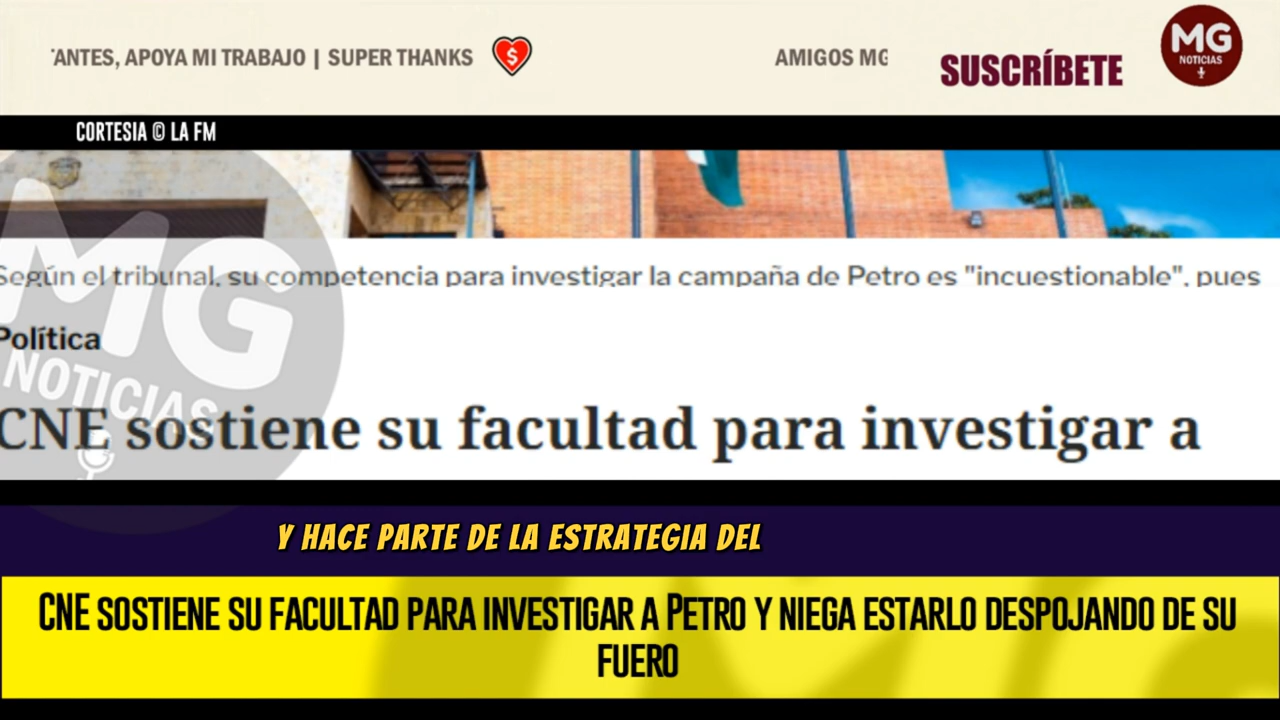 'ANTES, APOYA MI TRABAJO | SUPER THANKS
AMIGOS MG
SUSCRÍBETE
MG
NOTICIAS
CORTESIA © LA FM
Según el tribunal, su competencia para investigar la campaña de Petro es "incuestionable", pues
Política
CNE sostiene su facultad para investigar a
MG
NOTICIAS
Y HACE PARTE DE LA ESTRATEGIA DEL
CNE SOSTIENE SU FACULTAD PARA INVESTIGAR A PETRO Y NIEGA ESTARLO DESPOJANDO DE SU
FUERO